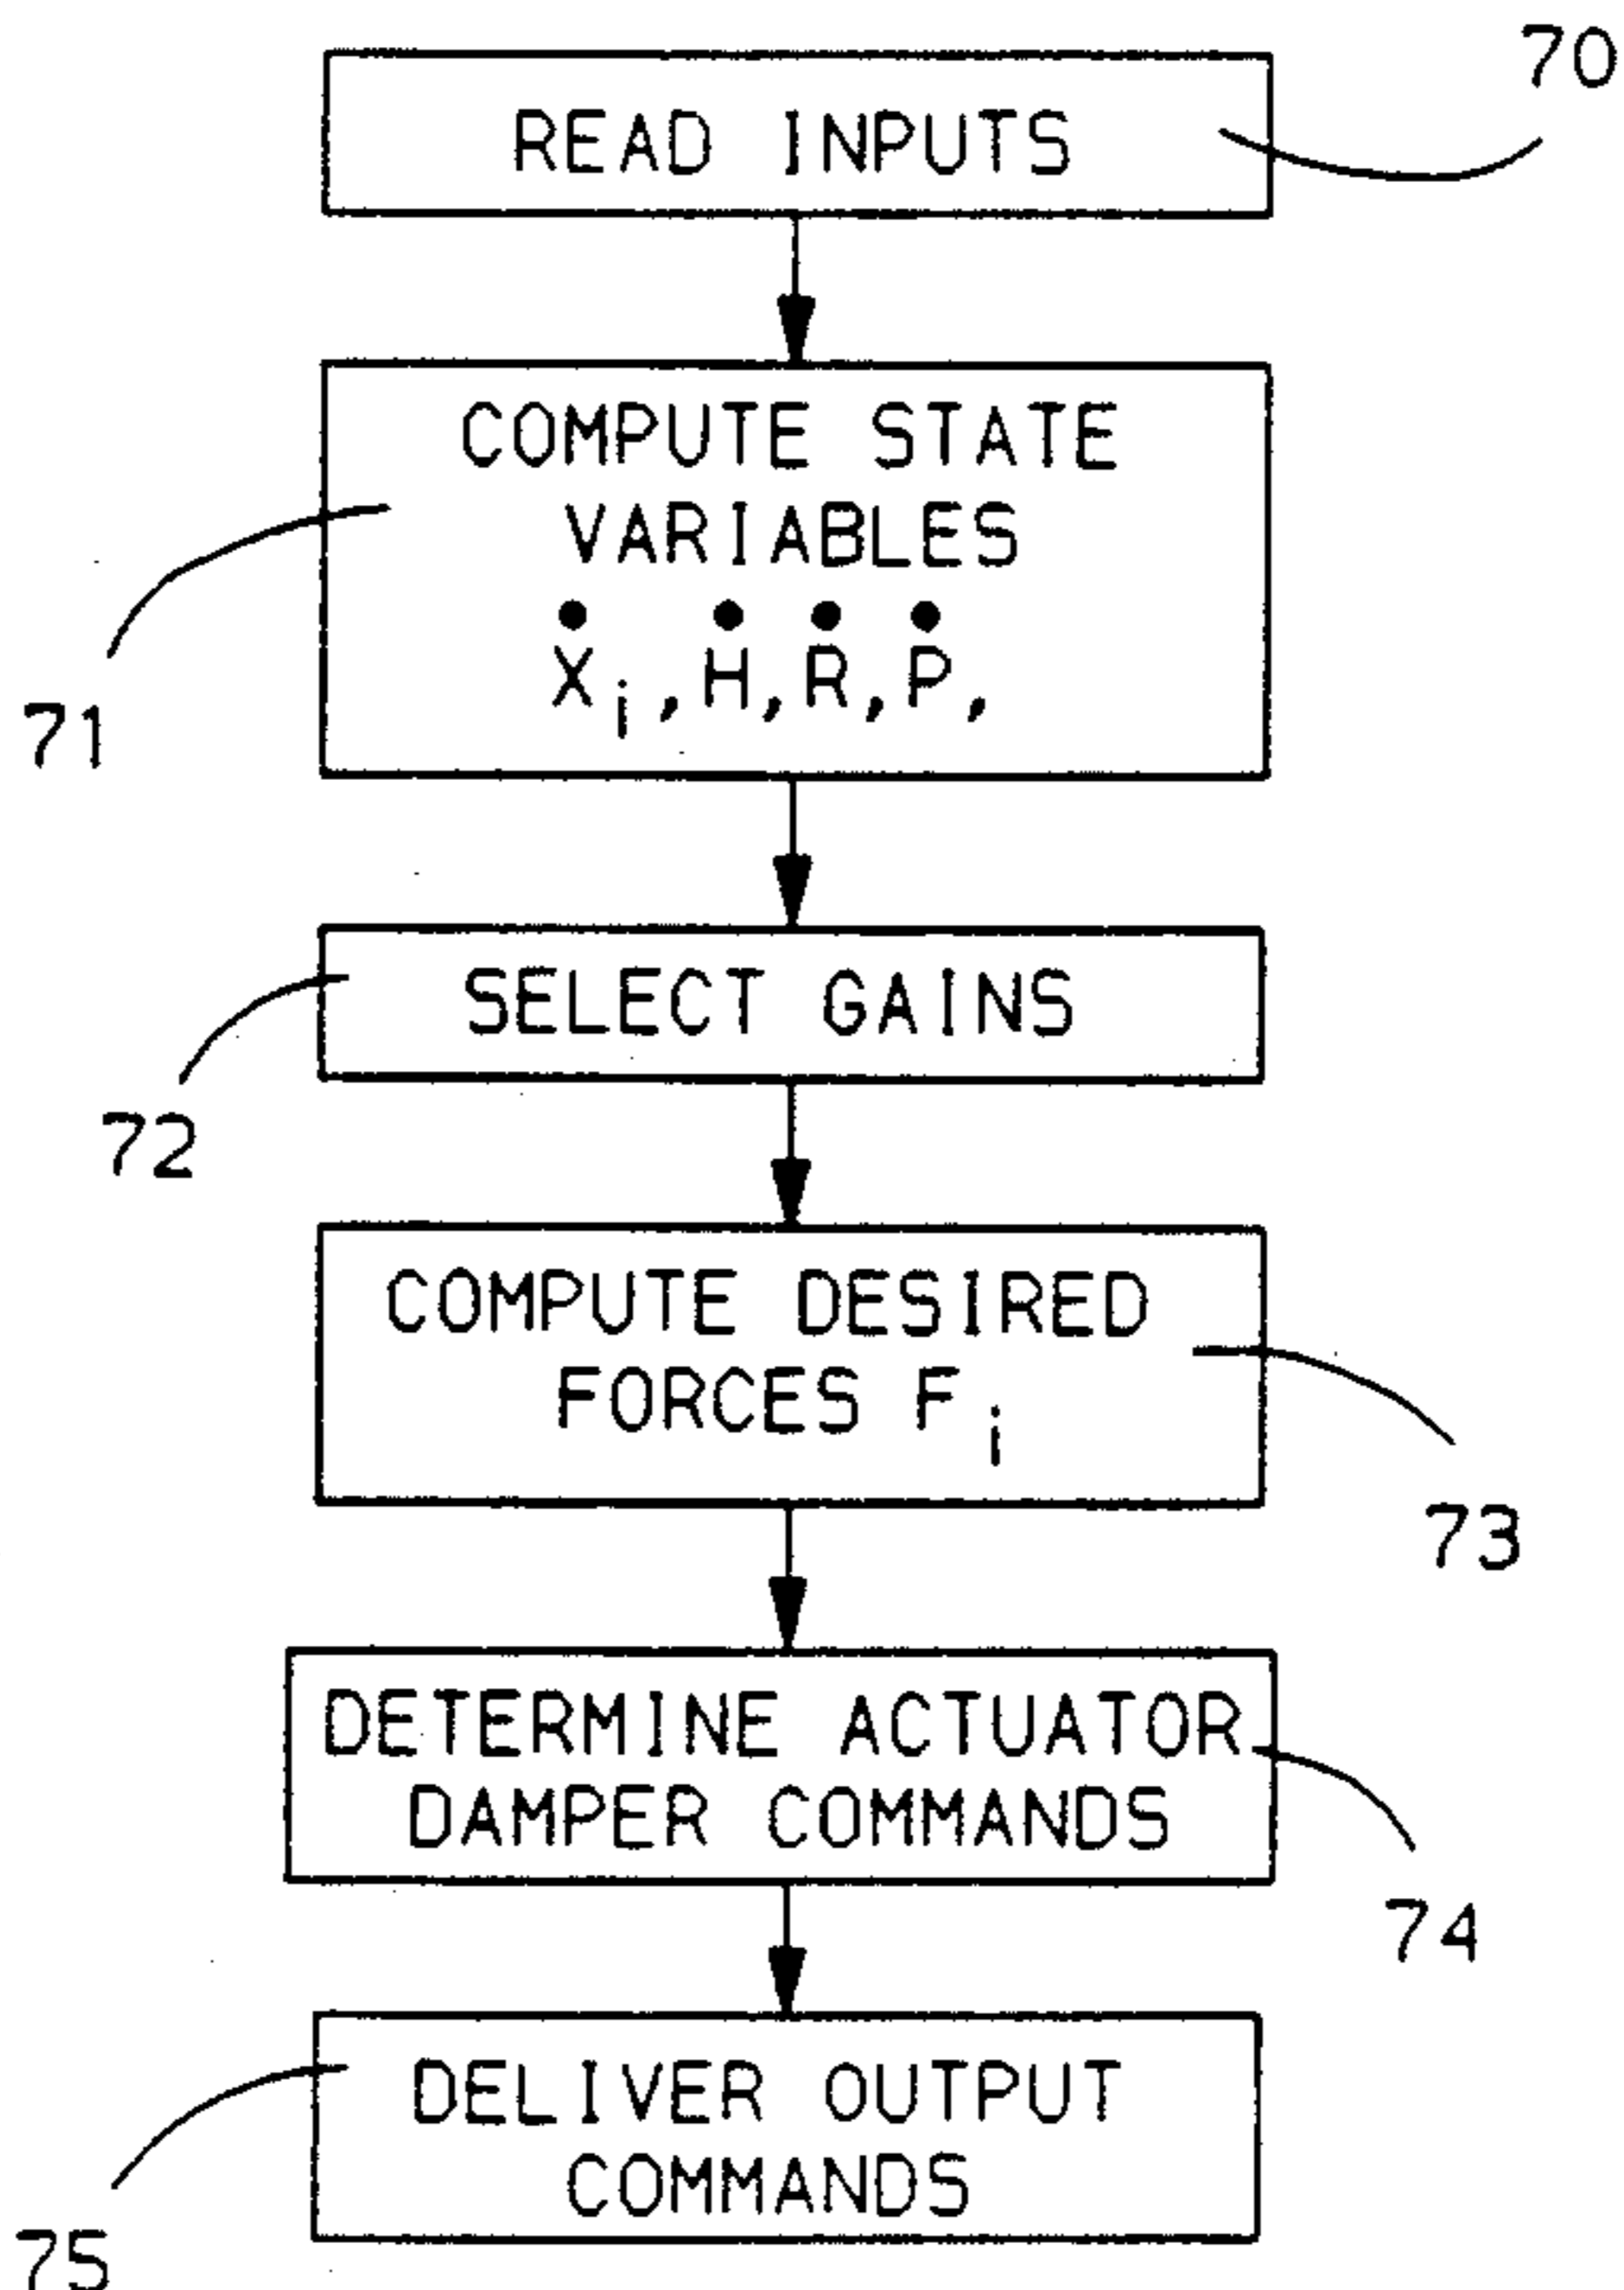 70
READ INPUTS
COMPUTE STATE
VARIABLES
Ẋi, Ḣ, Ṙ, Ṗ,
71
SELECT GAINS
72
COMPUTE DESIRED
FORCES Fi
73
DETERMINE ACTUATOR
DAMPER COMMANDS
74
DELIVER OUTPUT
COMMANDS
75